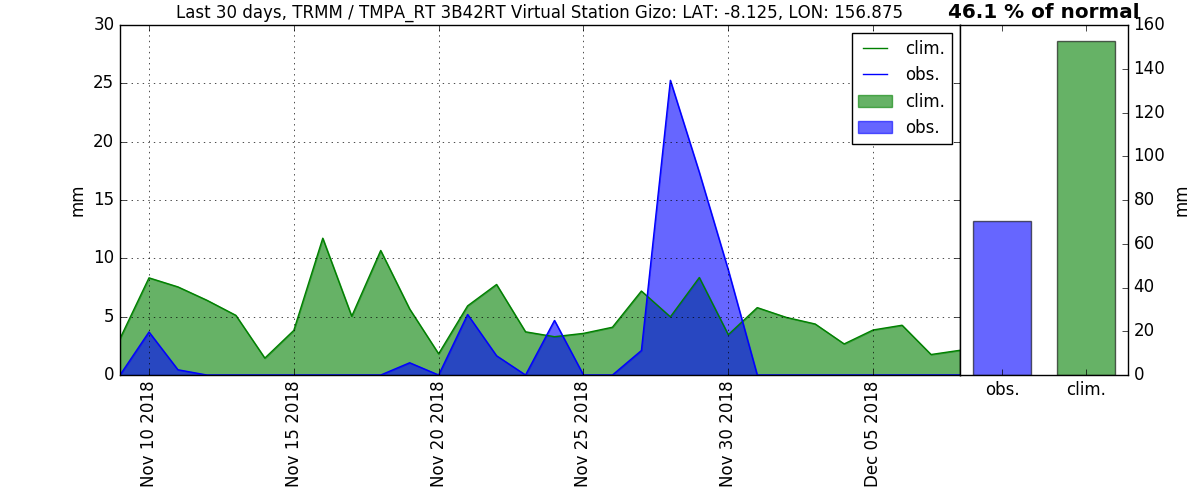 Last 30 days, TRMM / TMPA_RT 3B42RT Virtual Station Gizo: LAT: -8.125, LON: 156.875
46.1 % of normal
30
25
20
15
10
5
0
mm
clim.
obs.
clim.
obs.
Nov 10 2018
Nov 15 2018
Nov 20 2018
Nov 25 2018
Nov 30 2018
Dec 05 2018
160
140
120
100
80
60
40
20
0
mm
obs.
clim.